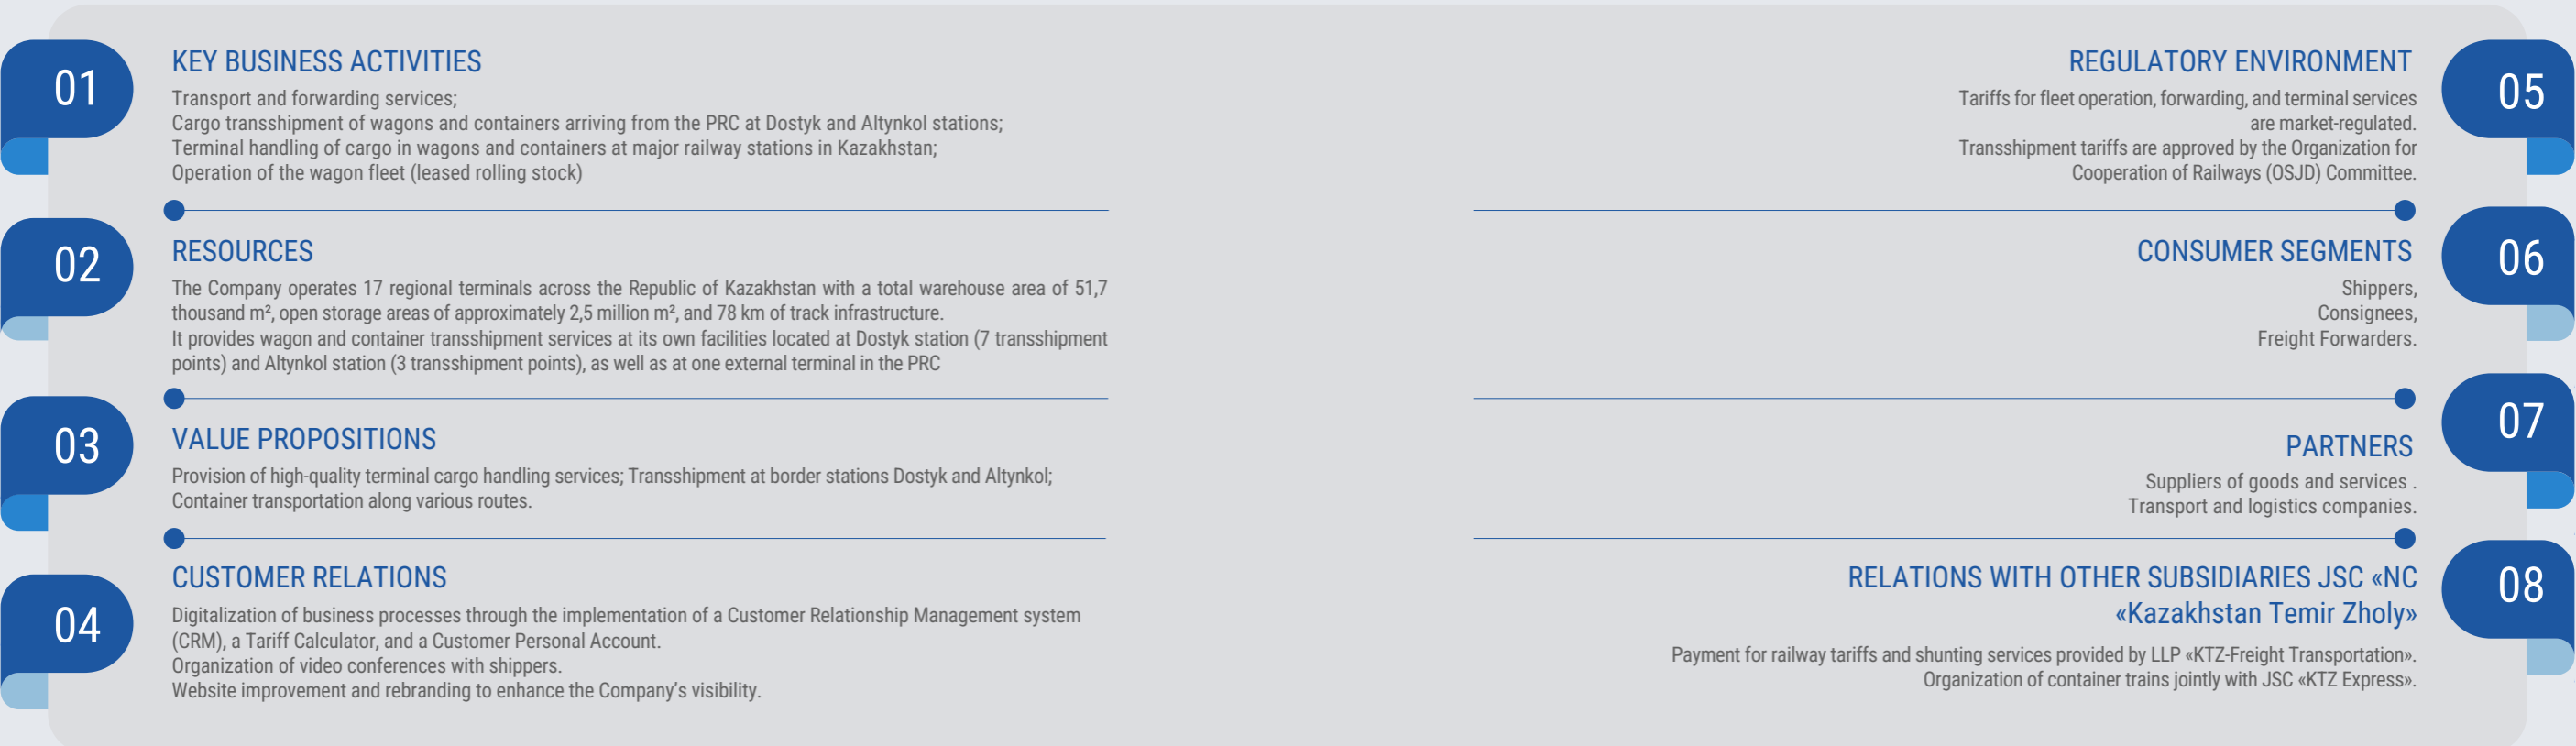 01
KEY BUSINESS ACTIVITIES
Transport and forwarding services;
Cargo transshipment of wagons and containers arriving from the PRC at Dostyk and Altynkol stations;
Terminal handling of cargo in wagons and containers at major railway stations in Kazakhstan;
Operation of the wagon fleet (leased rolling stock)
02
RESOURCES
The Company operates 17 regional terminals across the Republic of Kazakhstan with a total warehouse area of 51,7
thousand m², open storage areas of approximately 2,5 million m², and 78 km of track infrastructure.
It provides wagon and container transshipment services at its own facilities located at Dostyk station (7 transshipment
points) and Altynkol station (3 transshipment points), as well as at one external terminal in the PRC
03
VALUE PROPOSITIONS
Provision of high-quality terminal cargo handling services; Transshipment at border stations Dostyk and Altynkol;
Container transportation along various routes.
04
CUSTOMER RELATIONS
Digitalization of business processes through the implementation of a Customer Relationship Management system
(CRM), a Tariff Calculator, and a Customer Personal Account.
Organization of video conferences with shippers.
Website improvement and rebranding to enhance the Company's visibility.
05
REGULATORY ENVIRONMENT
Tariffs for fleet operation, forwarding, and terminal services
are market-regulated.
Transshipment tariffs are approved by the Organization for
Cooperation of Railways (OSJD) Committee.
06
CONSUMER SEGMENTS
Shippers,
Consignees,
Freight Forwarders.
07
PARTNERS
Suppliers of goods and services .
Transport and logistics companies.
08
RELATIONS WITH OTHER SUBSIDIARIES JSC «NC
«Kazakhstan Temir Zholy»
Payment for railway tariffs and shunting services provided by LLP «KTZ-Freight Transportation».
Organization of container trains jointly with JSC «KTZ Express».